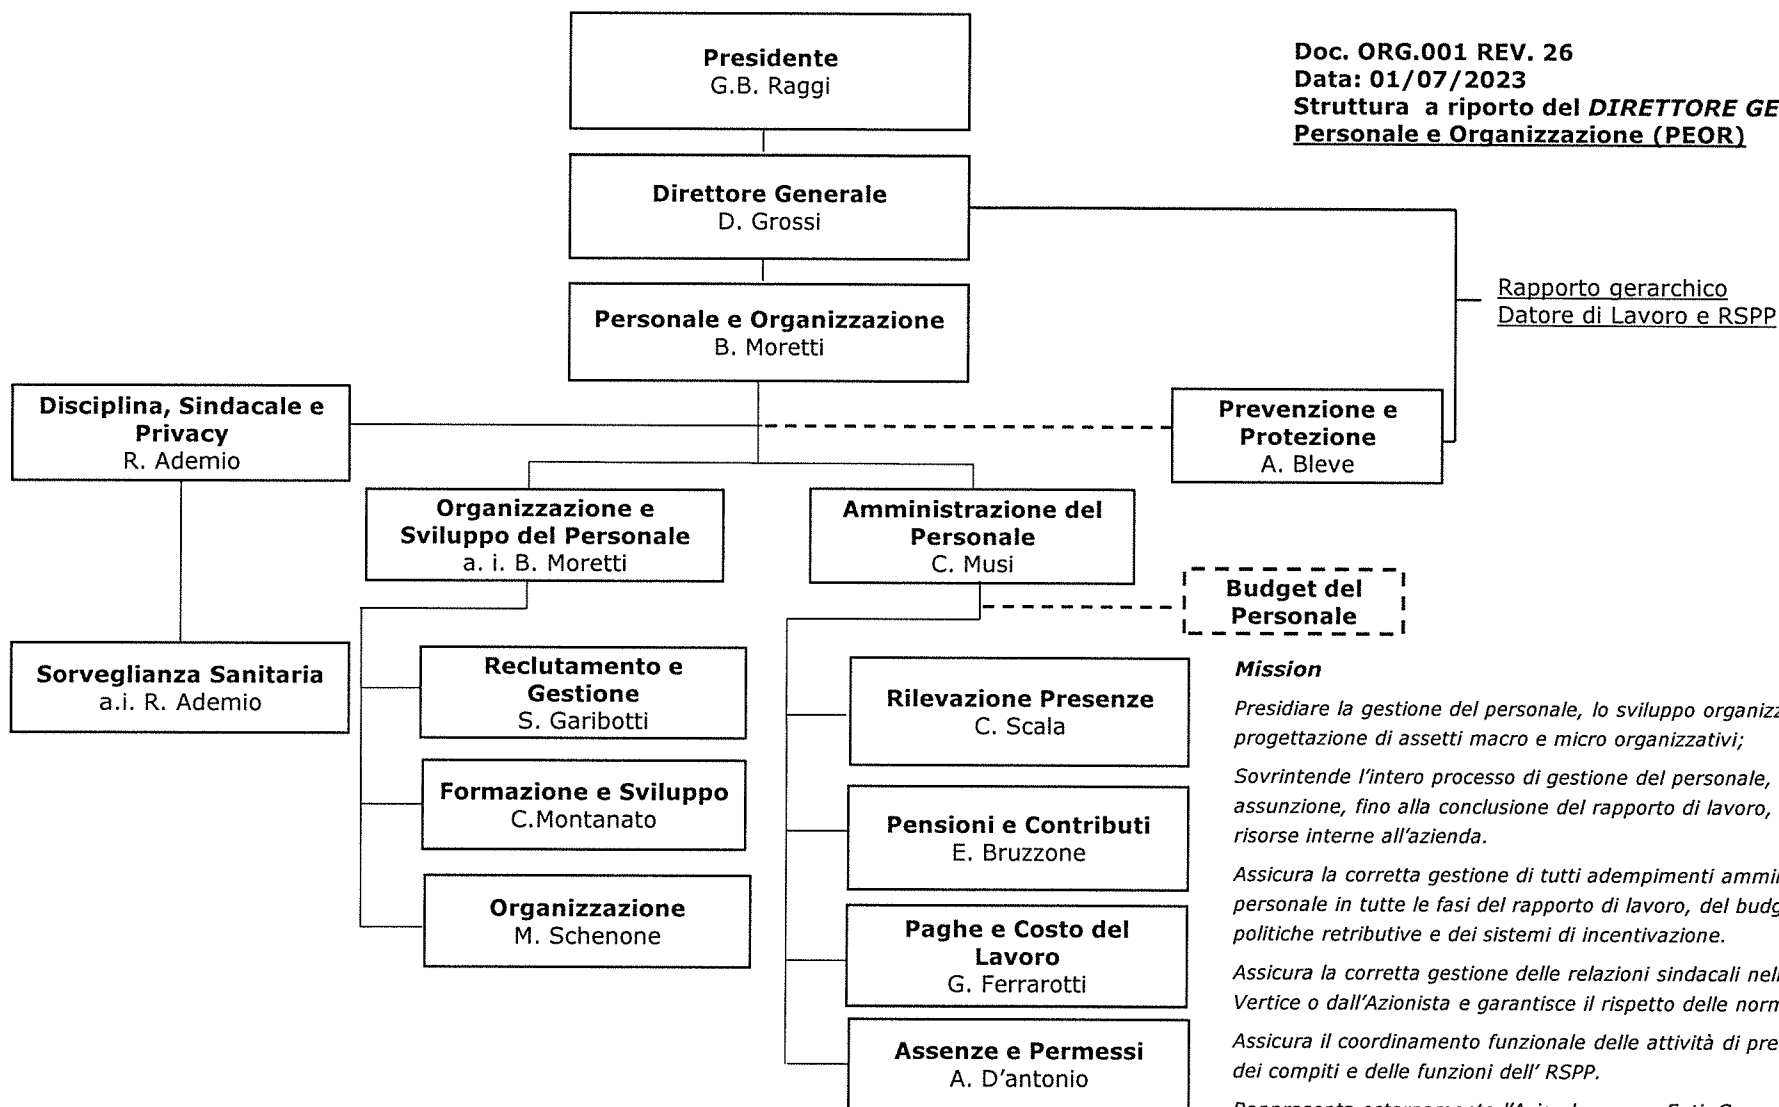 Presidente
G.B. Raggi
Doc. ORG.001 REV. 26
Data: 01/07/2023
Struttura a riporto del DIRETTORE GE
Personale e Organizzazione (PEOR)
Direttore Generale
D. Grossi
Rapporto gerarchico
Datore di Lavoro e RSPP
Personale e Organizzazione
B. Moretti
Disciplina, Sindacale e
Privacy
R. Ademio
Prevenzione e
Protezione
A. Bleve
Organizzazione e
Sviluppo del Personale
a. i. B. Moretti
Amministrazione del
Personale
C. Musi
Budget del
Personale
Sorveglianza Sanitaria
a.i. R. Ademio
Reclutamento e
Gestione
S. Garibotti
Formazione e Sviluppo
C.Montanato
Organizzazione
M. Schenone
Rilevazione Presenze
C. Scala
Pensioni e Contributi
E. Bruzzone
Paghe e Costo del
Lavoro
G. Ferrarotti
Assenze e Permessi
A. D'antonio
Mission
Presidiare la gestione del personale, lo sviluppo organizz
progettazione di assetti macro e micro organizzativi;
Sovrintende l'intero processo di gestione del personale,
assunzione, fino alla conclusione del rapporto di lavoro,
risorse interne all'azienda.
Assicura la corretta gestione di tutti adempimenti ammi
personale in tutte le fasi del rapporto di lavoro, del budg
politiche retributive e dei sistemi di incentivazione.
Assicura la corretta gestione delle relazioni sindacali nell
Vertice o dall'Azionista e garantisce il rispetto delle norm
Assicura il coordinamento funzionale delle attività di pre
dei compiti e delle funzioni dell' RSPP.